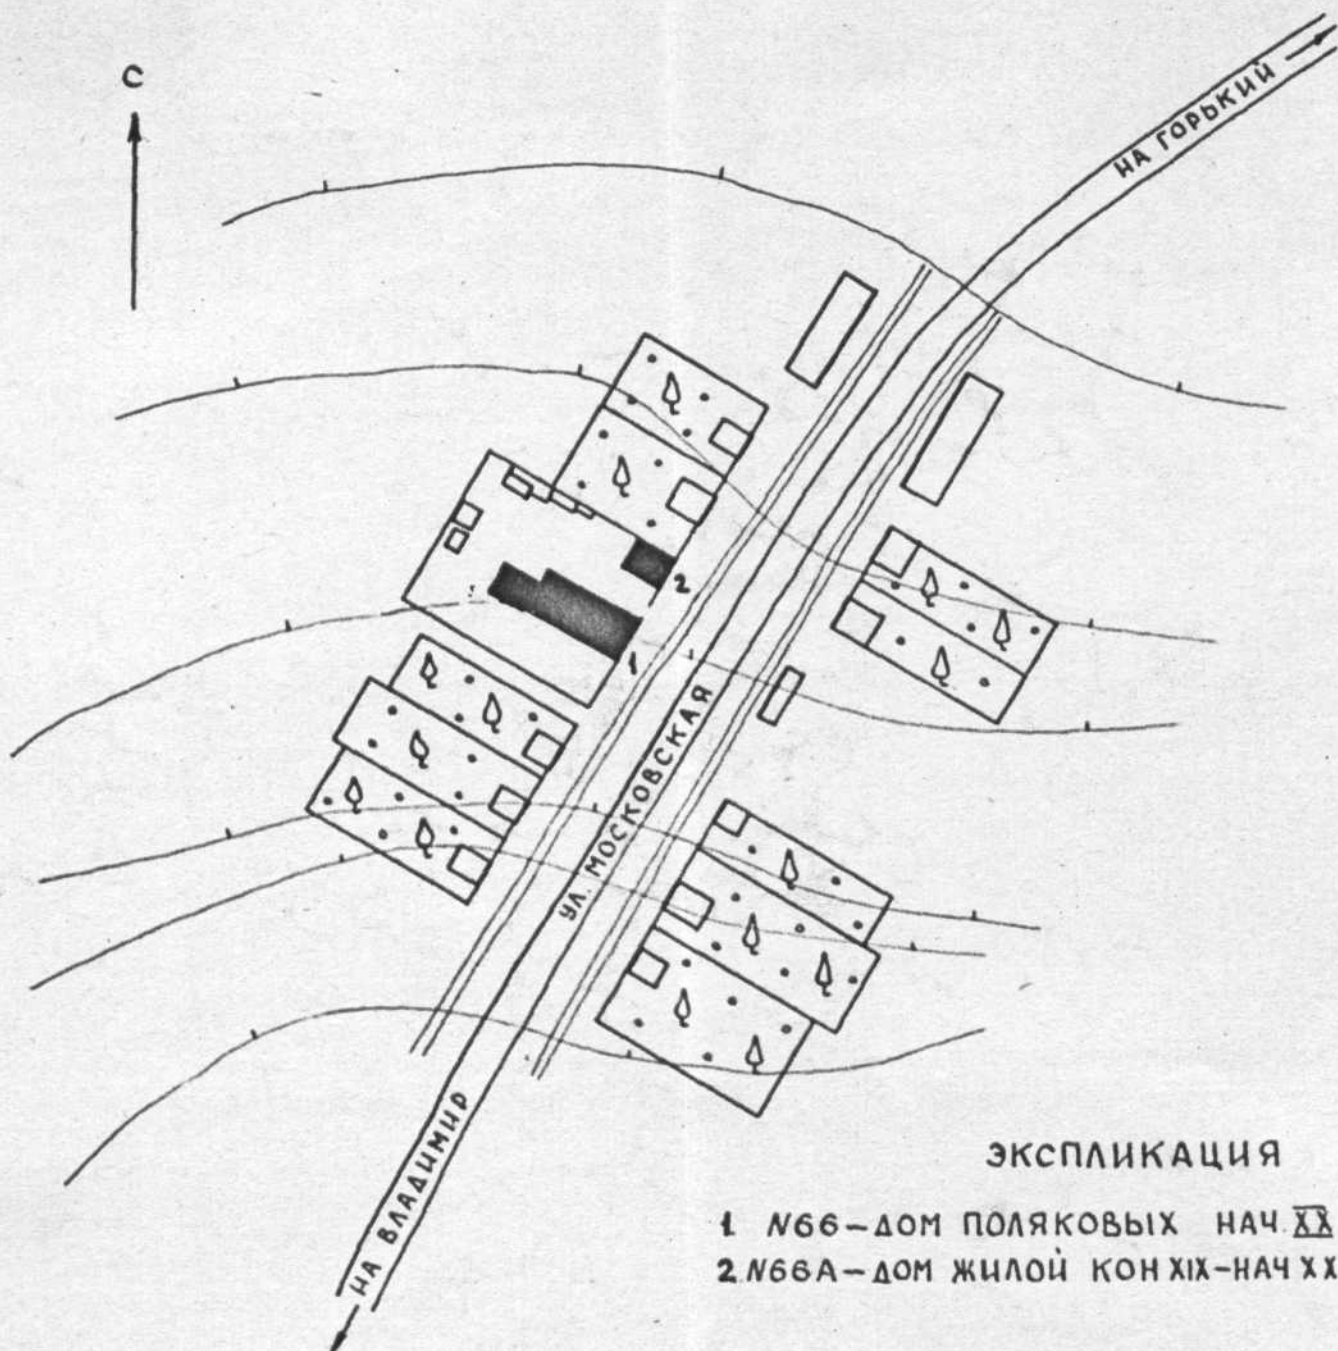 С
НА ГОРЬКИЙ
2
1
УЛ. МОСКОВСКАЯ
НА ВЛАДИМИР
ЭКСПЛИКАЦИЯ
1 N66-ДОМ ПОЛЯКОВЫХ НАЧ. XX
2. N66А-ДОМ ЖИЛОЙ КОН XIX-НАЧ XX